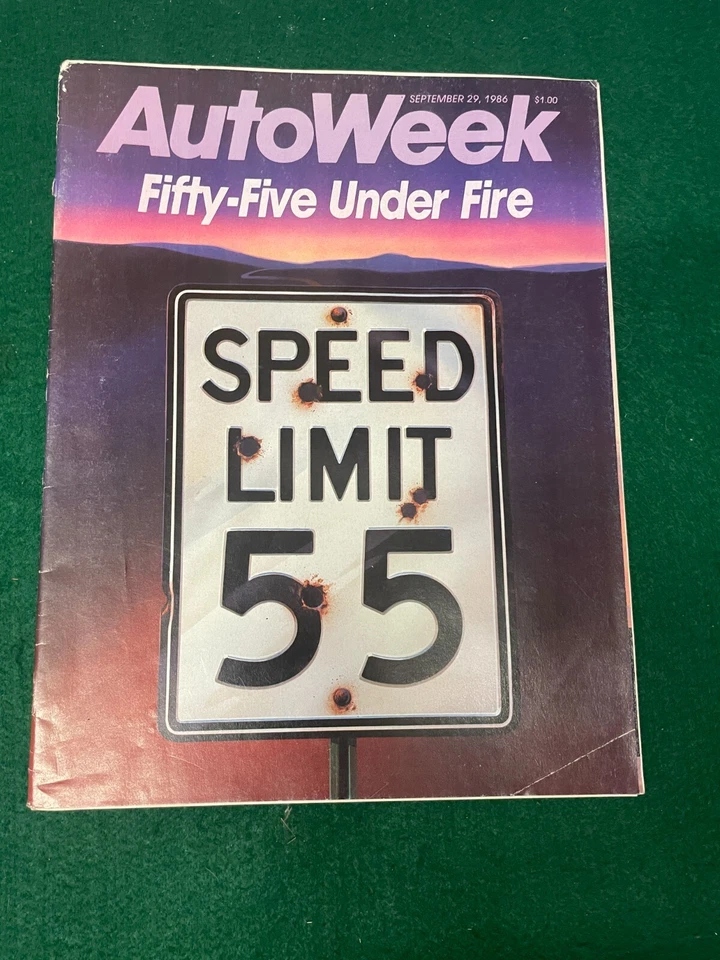 SEPTEMBER 29, 1986 $1.00
AutoWeek
Fifty-Five Under Fire
SPEED
LIMIT
55